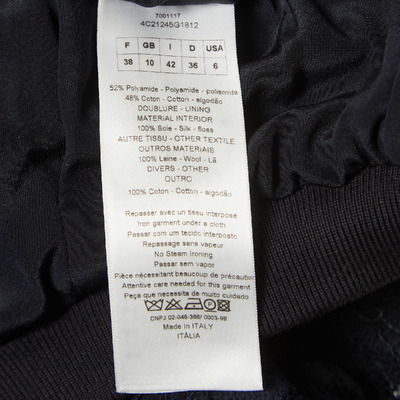 7001117
4C21245G1812
F GB I D USA
38 10 42 36 6
52% Polyamide - Polyamide - poliamida
48% Coton - Cotton - algodão
DOUBLURE - LINING
MATERIAL INTERIOR
100% Soie - Silk - floss
AUTRE TISSU - OTHER TEXTILE
OUTROS MATERIAIS
100% Laine - Wool - Lã
DIVERS - OTHER
OUTRO
100% Coton - Cotton - algodão
Repasser avec un tissu interposé
Iron garment under a cloth
Passar com um tecido interposto
Repassage sans vapeur
No Steam Ironing
Passar sem vapor
Pièce nécessitant beaucoup de précaution
Attentive care needed for this garment
Peça que necessita de muito cuidado
CNPJ 02-046-366/ 0003-99
Made in ITALY
ITÁLIA